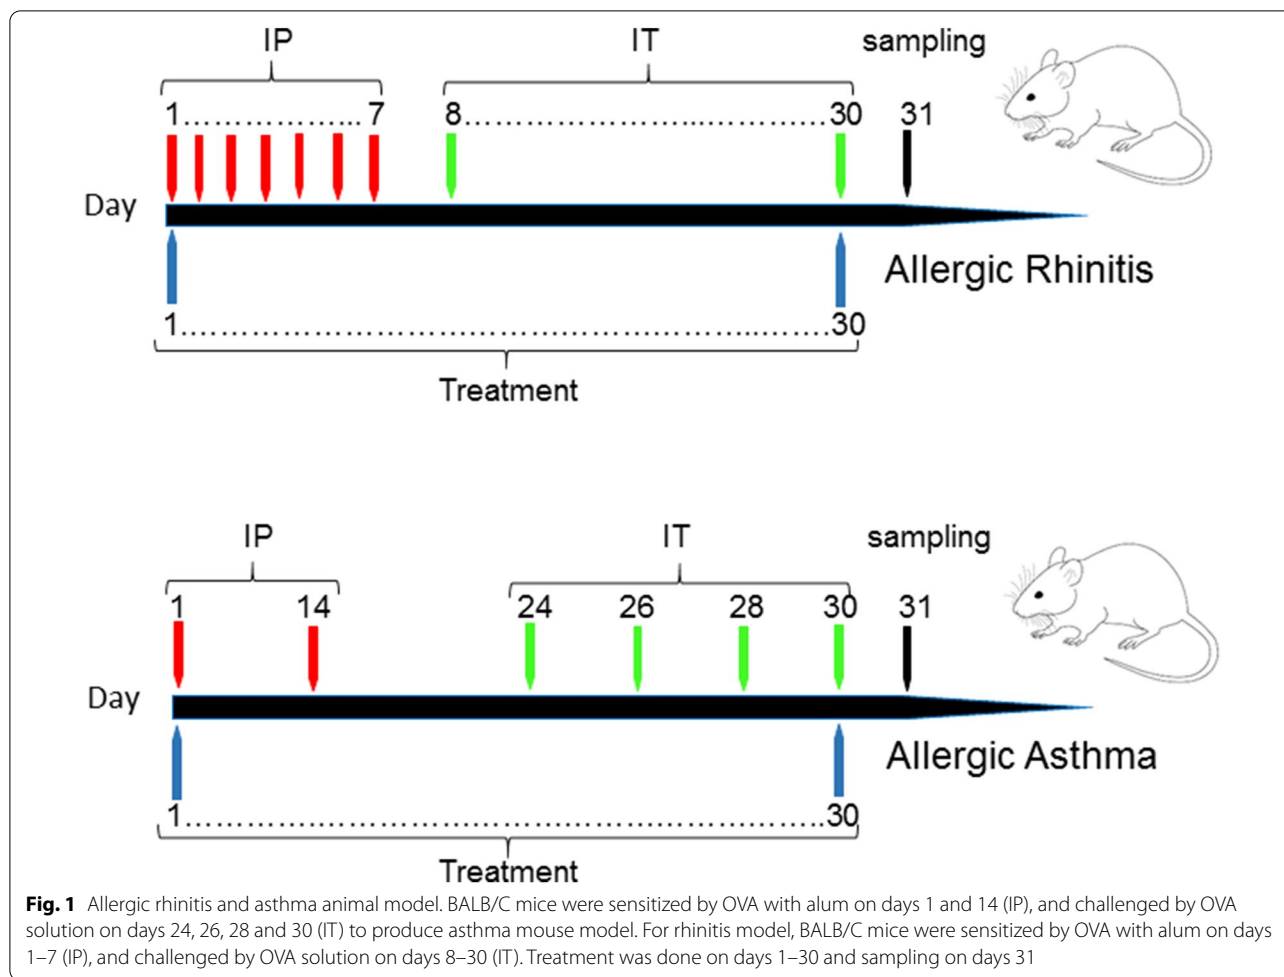 IP IT sampling
1……………….7 8……………………...…………30 31
Day
Allergic Rhinitis
1…………………………………………………..…….30
Treatment
IP IT sampling
1 14 24 26 28 30 31
Day
Allergic Asthma
1………………………………………………………….30
Treatment
Fig. 1 Allergic rhinitis and asthma animal model. BALB/C mice were sensitized by OVA with alum on days 1 and 14 (IP), and challenged by OVA
solution on days 24, 26, 28 and 30 (IT) to produce asthma mouse model. For rhinitis model, BALB/C mice were sensitized by OVA with alum on days
1–7 (IP), and challenged by OVA solution on days 8–30 (IT). Treatment was done on days 1–30 and sampling on days 31